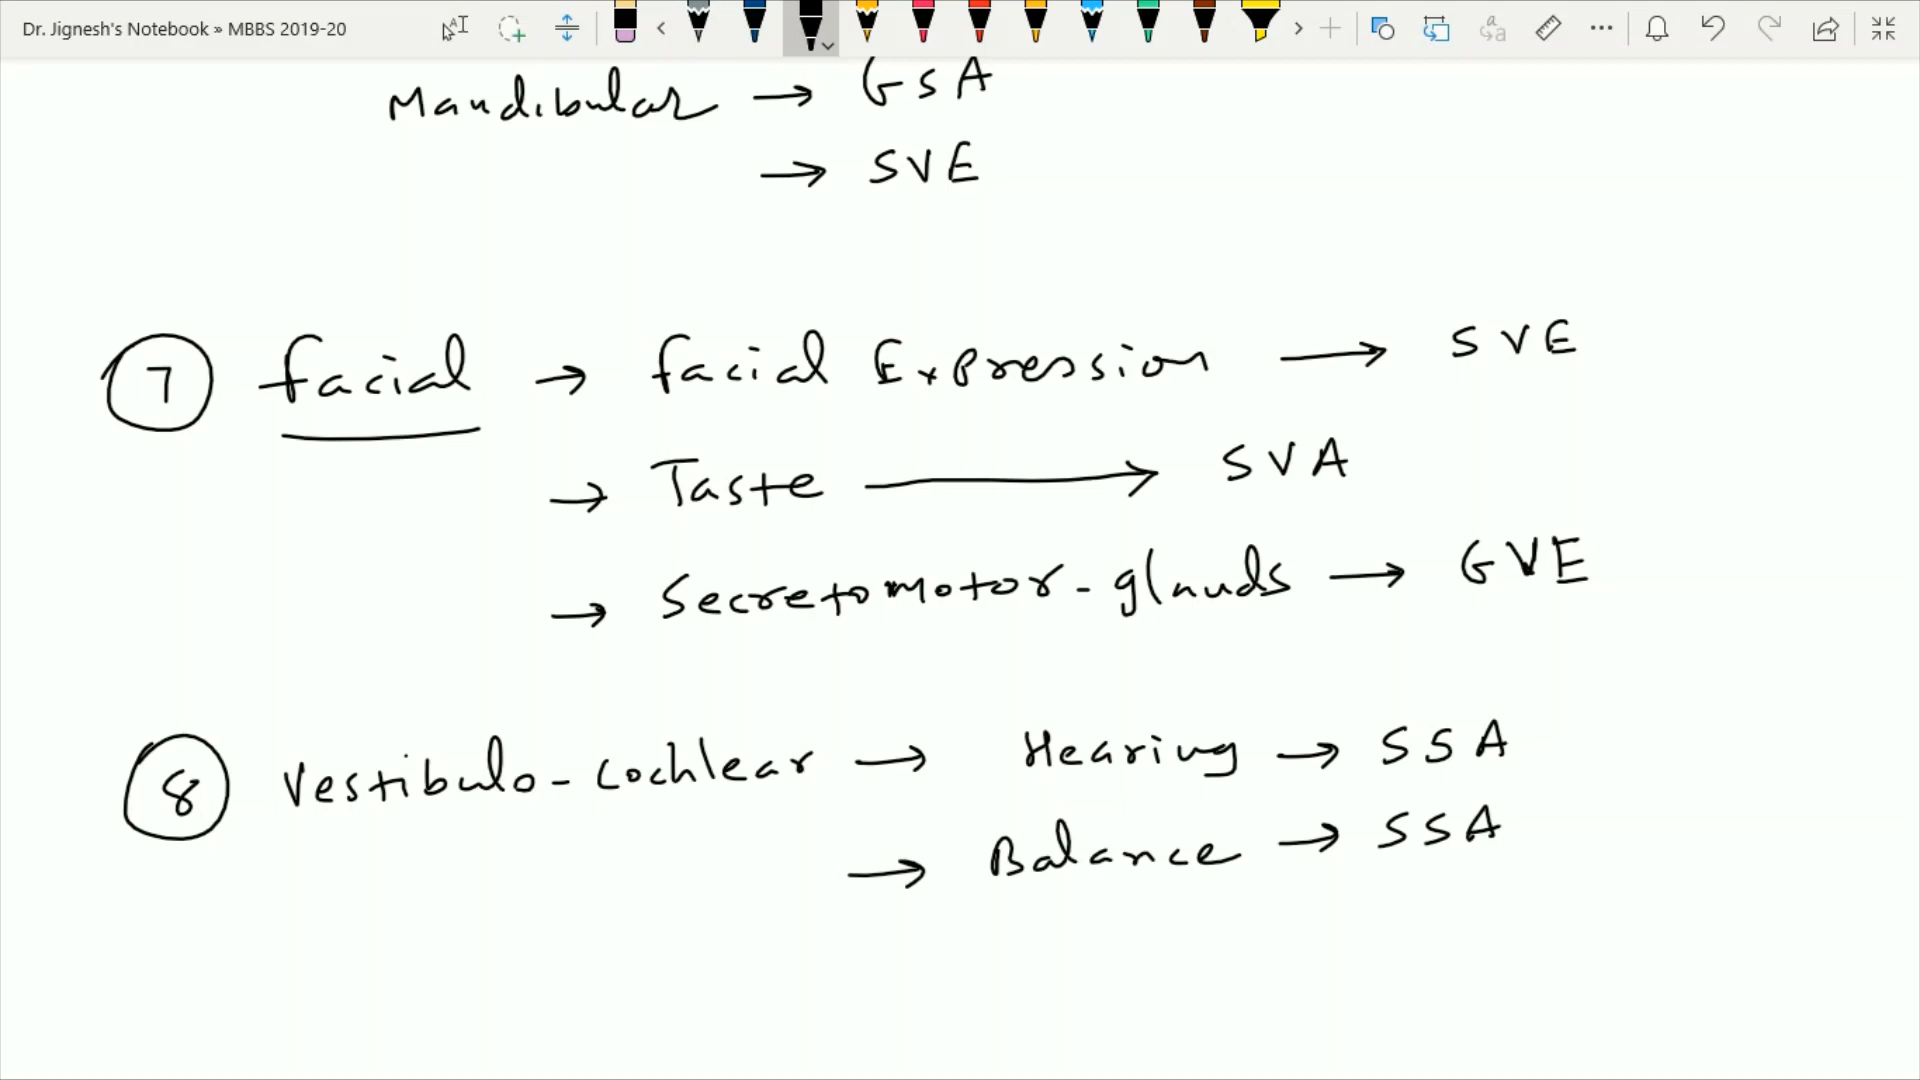 Dr. Jignesh's Notebook » MBBS 2019-20
Mandibular → GSA
→ SVE
7 facial → facial Expression → SVE
→ Taste → SVA
→ Secretomotor - glands → GVE
8 Vestibulo - cochlear → Hearing → SSA
→ Balance → SSA